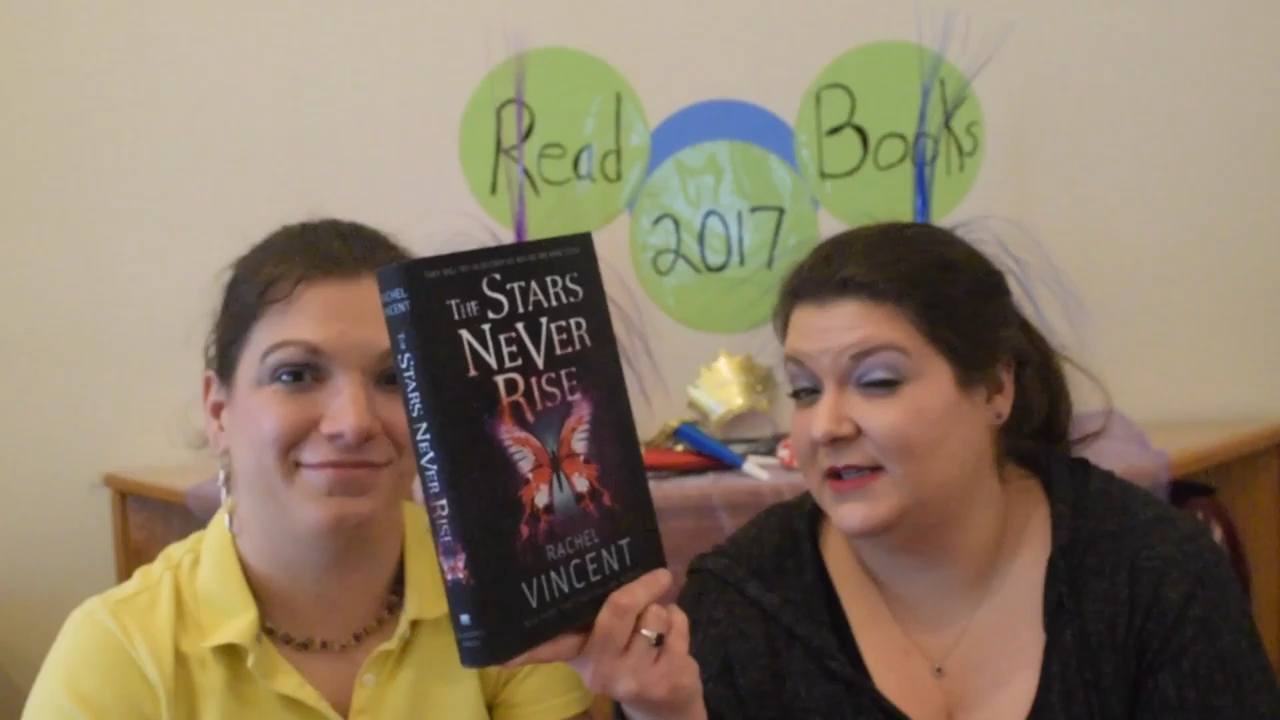 Read
Books
2017
RACHEL
VINCENT
THE STARS NEVER RISE
THE STARS
NEVER
RISE
RACHEL
VINCENT